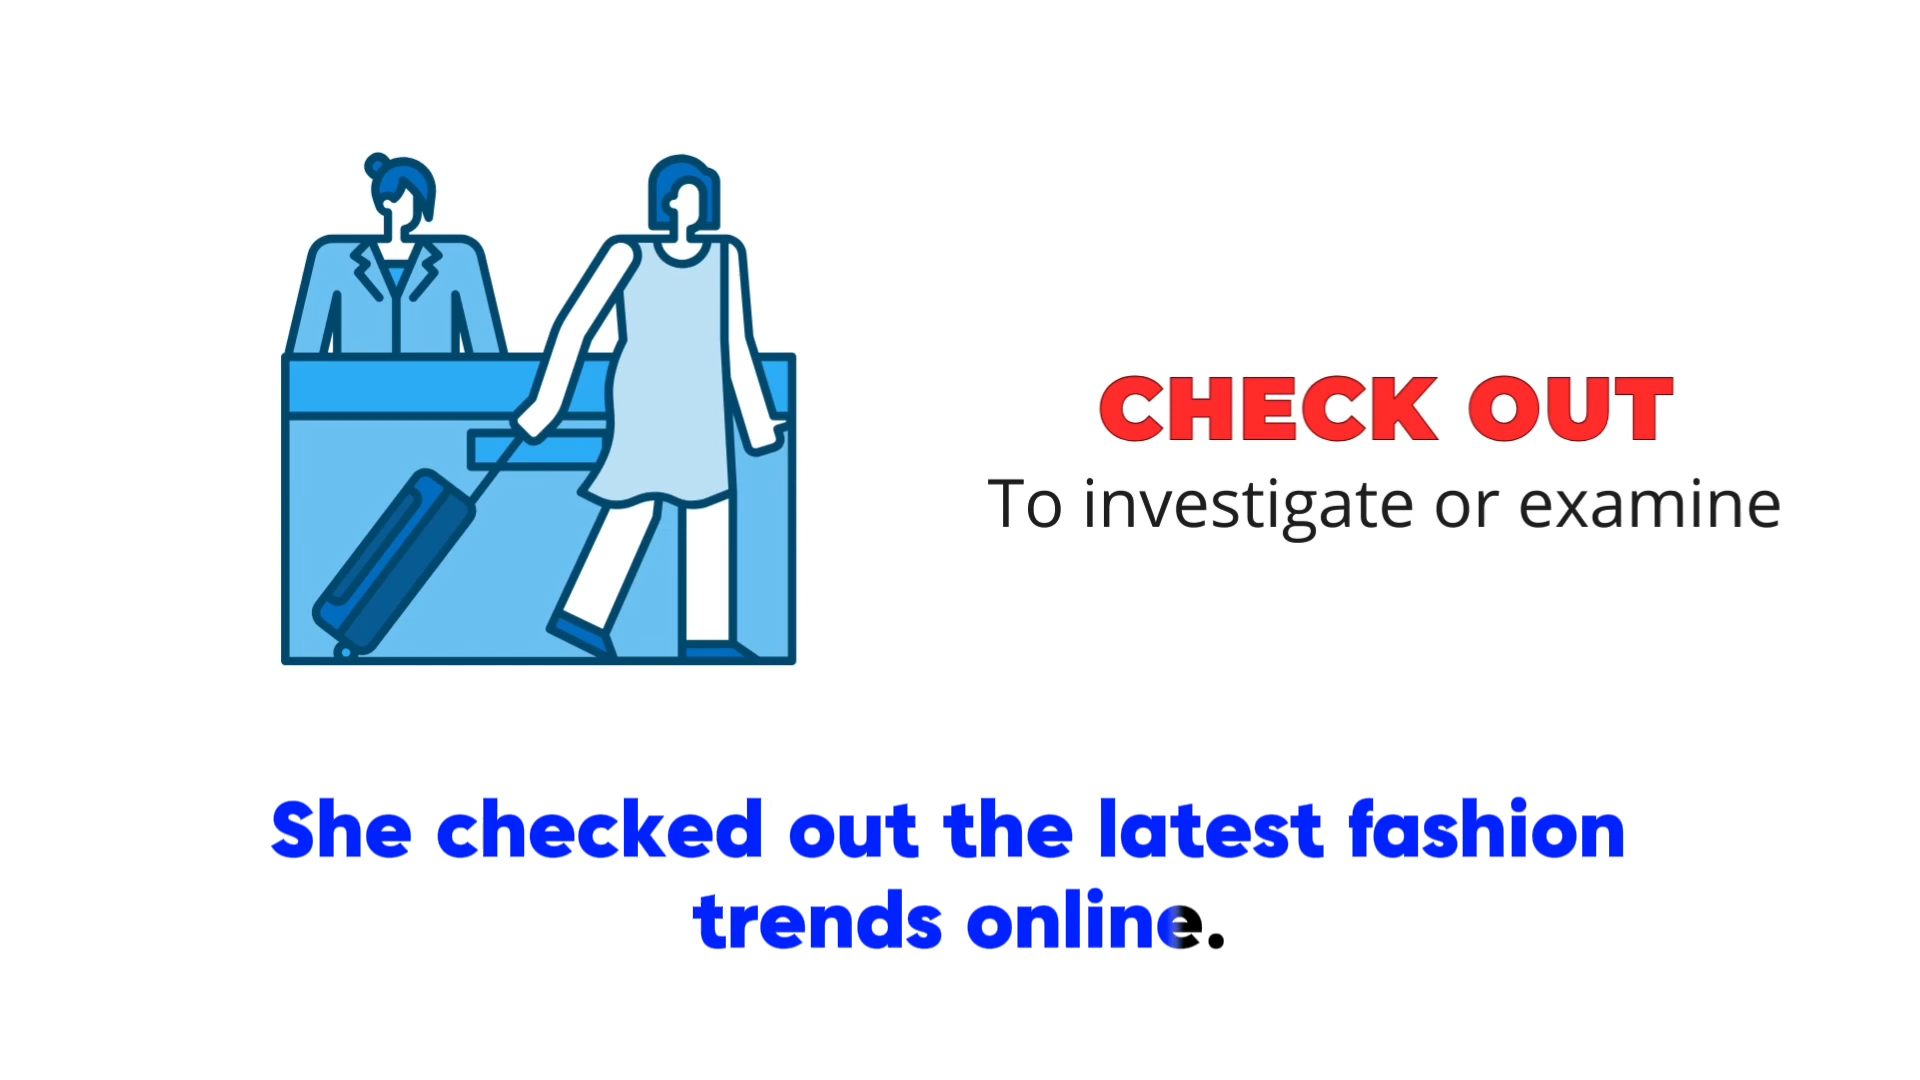 CHECK OUT
To investigate or examine
She checked out the latest fashion
trends online.